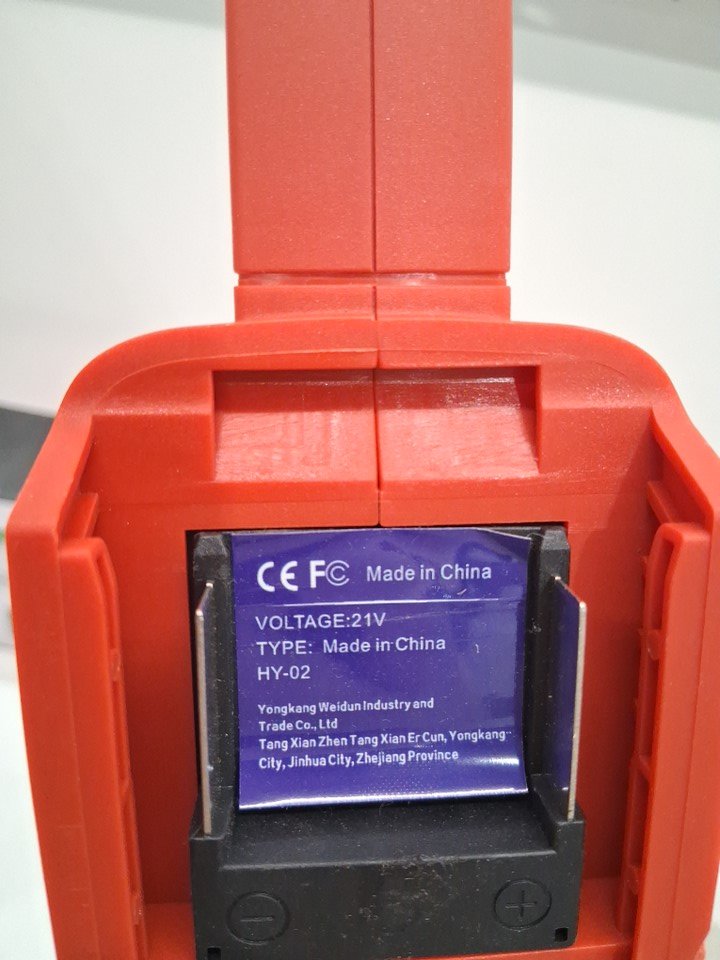 CE FC Made in China
VOLTAGE:21V
TYPE: Made in China
HY-02
Yongkang Weidun Industry and
Trade Co., Ltd
Tang Xian Zhen Tang Xian Er Cun, Yongkang
City, Jinhua City, Zhejiang Province
− +